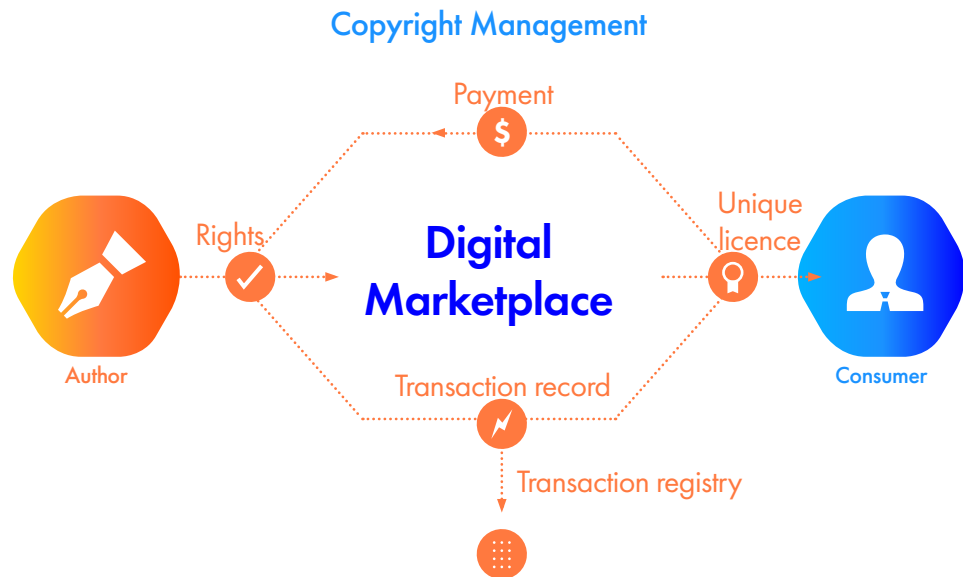 Copyright Management
Payment
$
Unique
licence
Rights
Digital
Marketplace
Author
Consumer
Transaction record
Transaction registry